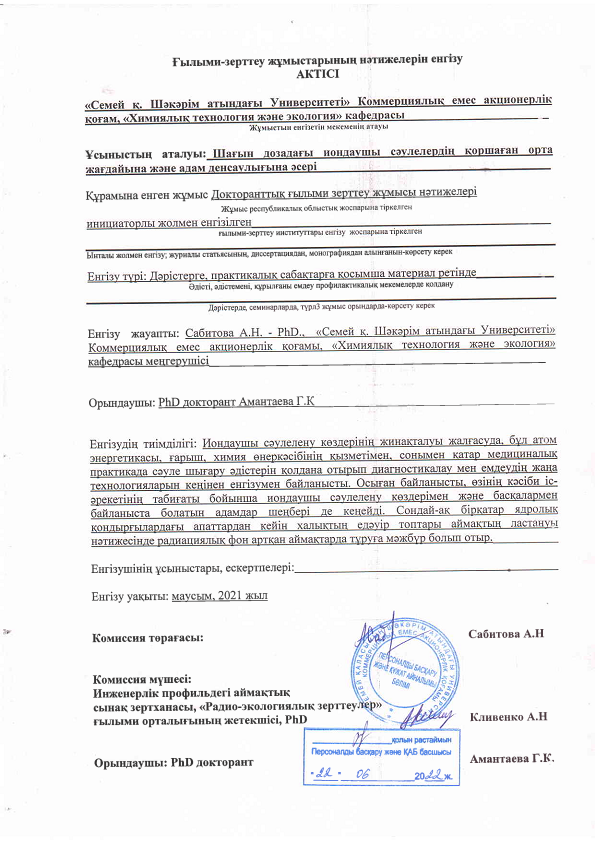 Ғылыми-зерттеу жұмыстарының нәтижелерін енгізу
АКТІСІ
«Семей қ. Шәкәрім атындағы Университеті» Коммерциялық емес акционерлік
қоғам, «Химиялық технология және экология» кафедрасы
Жұмыстын енгізетін мекеменің атауы
Ұсыныстың аталуы: Шағын дозадағы иондаушы сәулелердің қоршаған орта
жағдайына және адам денсаулығына әсері
Құрамына енген жұмыс Докторанттық ғылыми зерттеу жұмысы нәтижелері
Жұмыс республикалық облыстық жоспарына тіркелген
инициаторлы жолмен енгізілген
ғылыми-зерттеу институттары енгізу жоспарына тіркелген
Ынталы жолмен енгізу; журналы статьясынын, диссертациядан, монографиядан алынғанын-көрсету керек
Енгізу түрі: Дәрістерге, практикалық сабақтарға қосымша материал ретінде
Әдісті, әдістемені, құрылғаны емдеу профилактикалық мекемелерде қолдану
Дәрістерде, семинарларда, түрлз жұмыс орындарда-көрсету керек
Енгізу жауапты: Сабитова А.Н. - PhD., «Семей к. Шәкәрім атындағы Университеті»
Коммерциялық емес акционерлік қоғамы, «Химиялық технология және экология»
кафедрасы меңгерушісі
Орындаушы: PhD докторант Амантаева Г.К
Енгізудің тиімділігі: Иондаушы сәулелену көздерінің жинақталуы жалғасуда, бұл атом
энергетикасы, ғарыш, химия өнеркәсібінің қызметімен, сонымен қатар медициналық
практикада сәуле шығару әдістерін қолдана отырып диагностикалау мен емдеудің жаңа
технологияларын кеңінен енгізумен байланысты. Осыған байланысты, өзінің кәсіби іс-
әрекетінің табиғаты бойынша иондаушы сәулелену көздерімен және басқалармен
байланыста болатын адамдар шеңбері де кеңейді. Сондай-ақ бірқатар ядролық
қондырғылардағы апаттардан кейін халықтың едәуір топтары аймақтың ластануы
нәтижесінде радиациялық фон артқан аймақтарда тұруға мәжбүр болып отыр.
Енгізушінің ұсыныстары, ескертпелері:
Енгізу уақыты: маусым, 2021 жыл
Комиссия төрағасы: Сабитова А.Н
ПЕРСОНАЛДЫ БАСҚАРУ
ЖӘНЕ ҚҰЖАТ АЙНАЛЫМЫ
БӨЛІМІ
Комиссия мүшесі:
Инженерлік профильдегі аймақтық
сынақ зертханасы, «Радио-экологиялық зерттеулер»
ғылыми орталығының жетекшісі, PhD Кливенко А.Н
қолын растаймын
Персоналды басқару және ҚАБ басшысы
Орындаушы: PhD докторант Амантаева Г.К.
«22» 06 2022 ж.